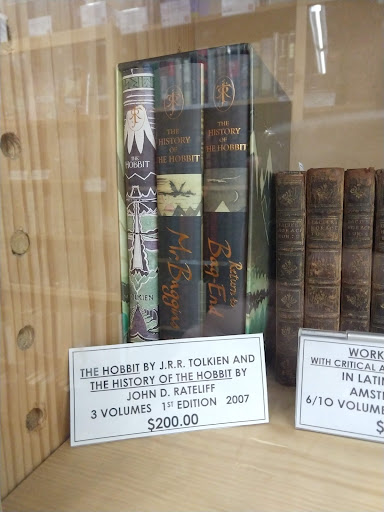 THE
HOBBIT
TOLKIEN
THE
HISTORY
OF
THE HOBBIT
Mr. Baggins
THE
HISTORY
OF
THE HOBBIT
Return to
Bag-End
THE HOBBIT BY J.R.R. TOLKIEN AND
THE HISTORY OF THE HOBBIT BY
JOHN D. RATELIFF
3 VOLUMES 1ST EDITION 2007
$200.00
WORK
WITH CRITICAL A
IN LATIN
AMST
6/10 VOLUME
$